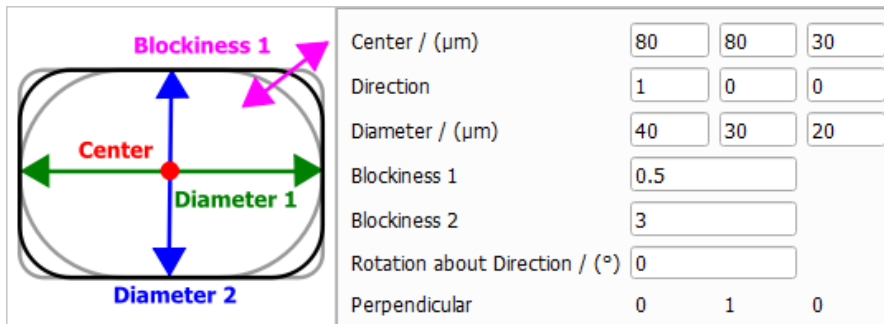 Blockiness 1
Center
Diameter 1
Diameter 2
Center / (µm) 80 80 30
Direction 1 0 0
Diameter / (µm) 40 30 20
Blockiness 1 0.5
Blockiness 2 3
Rotation about Direction / (°) 0
Perpendicular 0 1 0